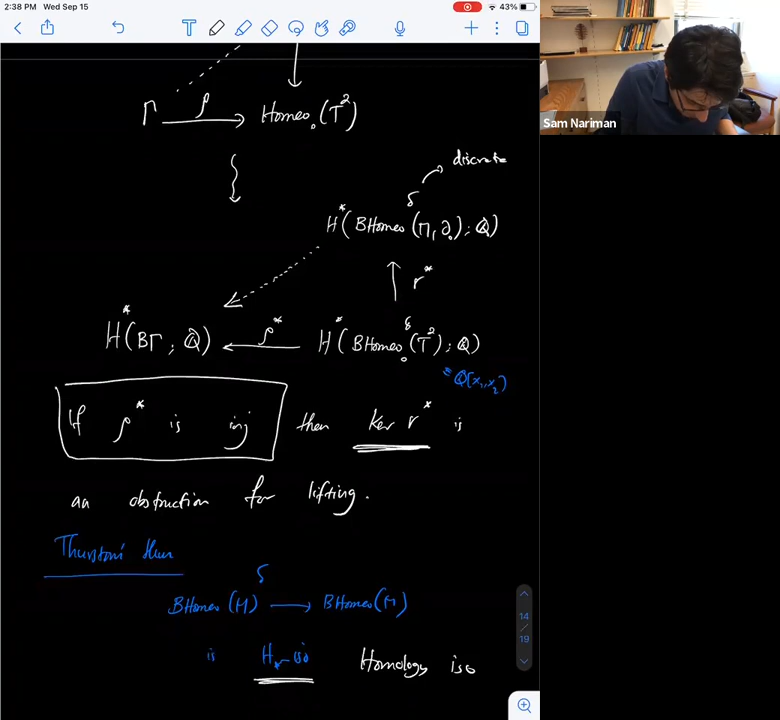 2:38 PM Wed Sep 15
43%
Sam Nariman
Γ ρ→ Homeo₀(T²)
discrete
H*(BHomeo^δ(M, ∂₀); Q)
r*
H*(BΓ; Q) ←ρ* H*(BHomeo₀^δ(T²); Q)
= Q[x₁, x₂]
If ρ* is inj then ker r* is
an obstruction for lifting.
Thurston's thm
BHomeo^δ(M) → BHomeo(M)
is H*-iso Homology iso
14
19